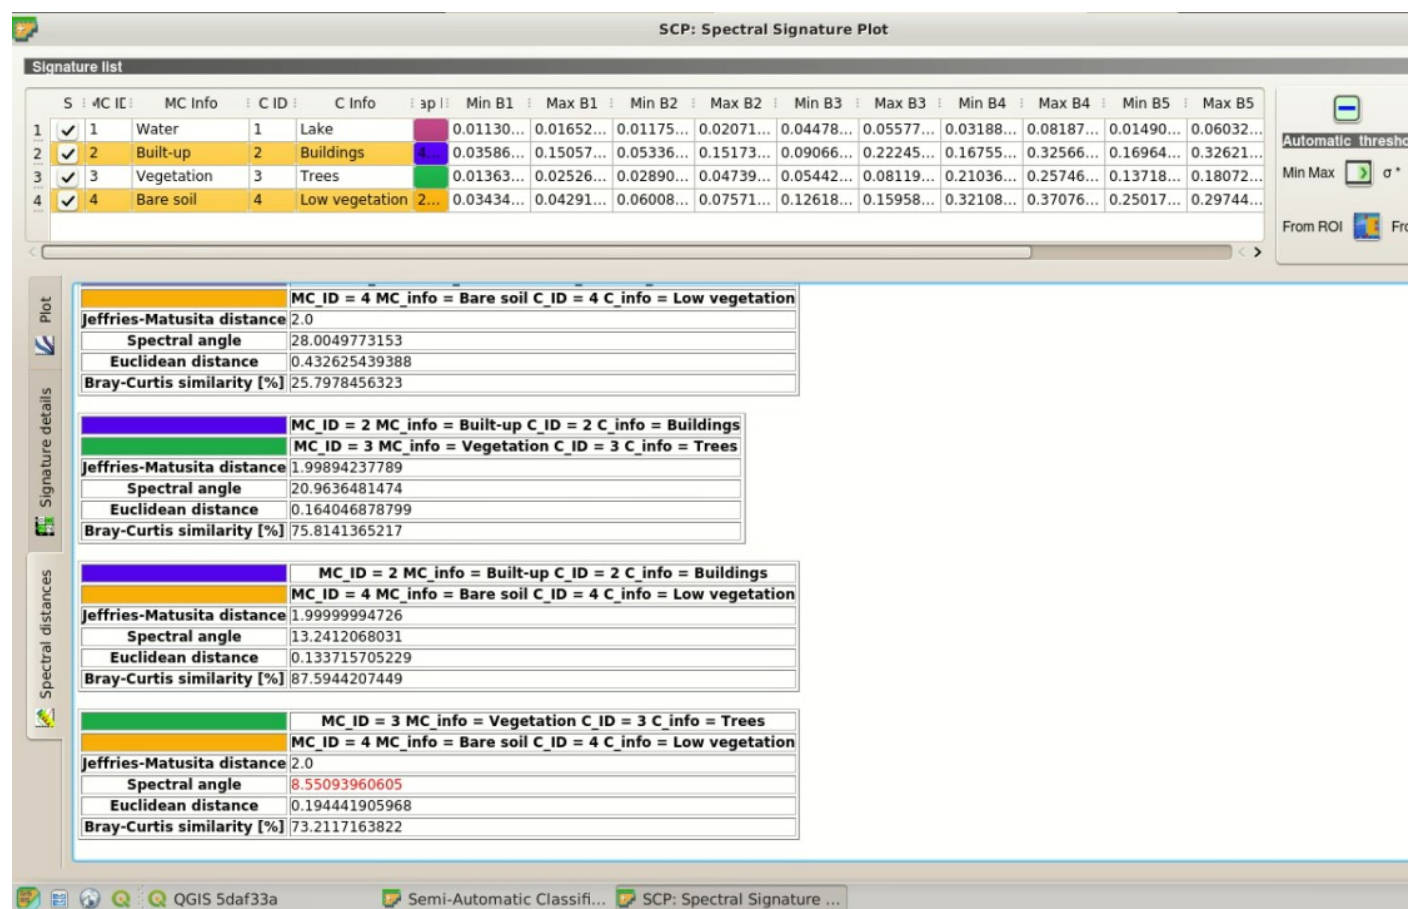 SCP: Spectral Signature Plot
Signature list
S MC ID MC Info C ID C Info ap I Min B1 Max B1 Min B2 Max B2 Min B3 Max B3 Min B4 Max B4 Min B5 Max B5
1 1 Water 1 Lake 0.01130... 0.01652... 0.01175... 0.02071... 0.04478... 0.05577... 0.03188... 0.08187... 0.01490... 0.06032...
2 2 Built-up 2 Buildings 4... 0.03586... 0.15057... 0.05336... 0.15173... 0.09066... 0.22245... 0.16755... 0.32566... 0.16964... 0.32621...
3 3 Vegetation 3 Trees 0.01363... 0.02526... 0.02890... 0.04739... 0.05442... 0.08119... 0.21036... 0.25746... 0.13718... 0.18072...
4 4 Bare soil 4 Low vegetation 2... 0.03434... 0.04291... 0.06008... 0.07571... 0.12618... 0.15958... 0.32108... 0.37076... 0.25017... 0.29744...
Automatic thresho
Min Max σ*
From ROI Fro
Plot
Signature details
Spectral distances
MC_ID = 4 MC_info = Bare soil C_ID = 4 C_info = Low vegetation
Jeffries-Matusita distance 2.0
Spectral angle 28.0049773153
Euclidean distance 0.432625439388
Bray-Curtis similarity [%] 25.7978456323
MC_ID = 2 MC_info = Built-up C_ID = 2 C_info = Buildings
MC_ID = 3 MC_info = Vegetation C_ID = 3 C_info = Trees
Jeffries-Matusita distance 1.99894237789
Spectral angle 20.9636481474
Euclidean distance 0.164046878799
Bray-Curtis similarity [%] 75.8141365217
MC_ID = 2 MC_info = Built-up C_ID = 2 C_info = Buildings
MC_ID = 4 MC_info = Bare soil C_ID = 4 C_info = Low vegetation
Jeffries-Matusita distance 1.99999994726
Spectral angle 13.2412068031
Euclidean distance 0.133715705229
Bray-Curtis similarity [%] 87.5944207449
MC_ID = 3 MC_info = Vegetation C_ID = 3 C_info = Trees
MC_ID = 4 MC_info = Bare soil C_ID = 4 C_info = Low vegetation
Jeffries-Matusita distance 2.0
Spectral angle 8.55093960605
Euclidean distance 0.194441905968
Bray-Curtis similarity [%] 73.2117163822
QGIS 5daf33a
Semi-Automatic Classifi...
SCP: Spectral Signature ...